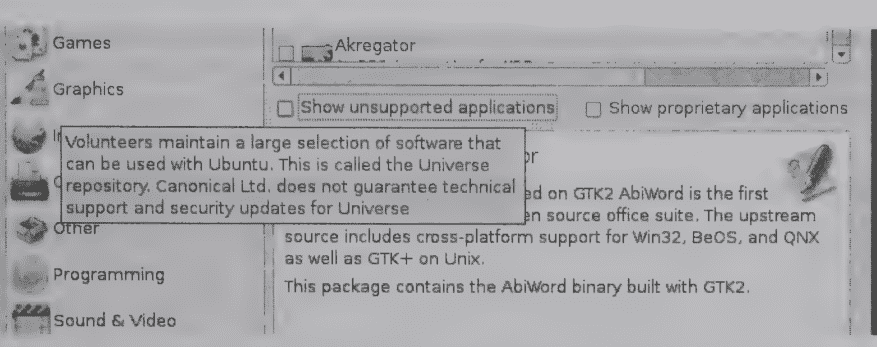 Games
Graphics
I
Other
Programming
Sound & Video
Akregator
Show unsupported applications
Show proprietary applications
Volunteers maintain a large selection of software that
can be used with Ubuntu. This is called the Universe
repository. Canonical Ltd. does not guarantee technical
support and security updates for Universe
or
ed on GTK2 AbiWord is the first
en source office suite. The upstream
source includes cross-platform support for Win32, BeOS, and QNX
as well as GTK+ on Unix.
This package contains the AbiWord binary built with GTK2.